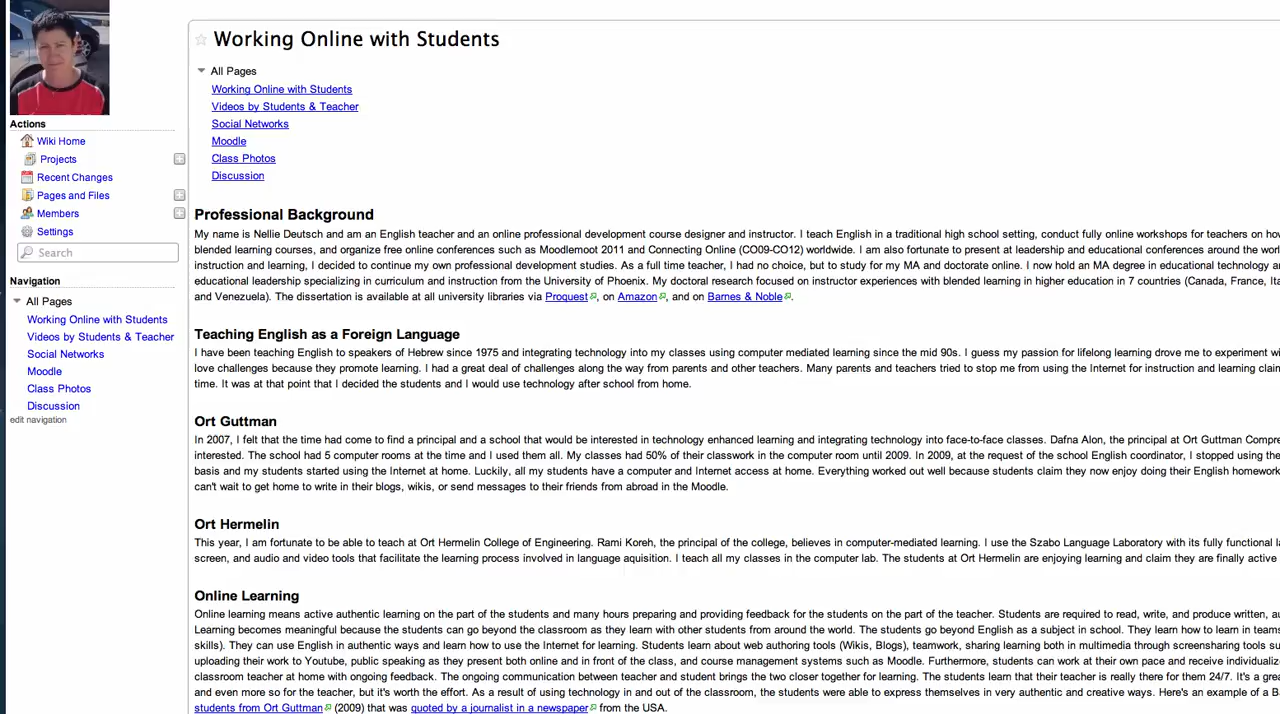 Working Online with Students
All Pages
Working Online with Students
Videos by Students & Teacher
Social Networks
Moodle
Class Photos
Discussion
Actions
Wiki Home
Projects
Recent Changes
Pages and Files
Members
Settings
Search
Navigation
All Pages
Working Online with Students
Videos by Students & Teacher
Social Networks
Moodle
Class Photos
Discussion
edit navigation
Professional Background
My name is Nellie Deutsch and am an English teacher and an online professional development course designer and instructor. I teach English in a traditional high school setting, conduct fully online workshops for teachers on how
blended learning courses, and organize free online conferences such as Moodlemoot 2011 and Connecting Online (CO09-CO12) worldwide. I am also fortunate to present at leadership and educational conferences around the
instruction and learning, I decided to continue my own professional development studies. As a full time teacher, I had no choice, but to study for my MA and doctorate online. I now hold an MA degree in educational technology
educational leadership specializing in curriculum and instruction from the University of Phoenix. My doctoral research focused on instructor experiences with blended learning in higher education in 7 countries (Canada, France,
and Venezuela). The dissertation is available at all university libraries via Proquest, on Amazon, and on Barnes & Noble.
Teaching English as a Foreign Language
I have been teaching English to speakers of Hebrew since 1975 and integrating technology into my classes using computer mediated learning since the mid 90s. I guess my passion for lifelong learning drove me to experiment
love challenges because they promote learning. I had a great deal of challenges along the way from parents and other teachers. Many parents and teachers tried to stop me from using the Internet for instruction and learning
time. It was at that point that I decided the students and I would use technology after school from home.
Ort Guttman
In 2007, I felt that the time had come to find a principal and a school that would be interested in technology enhanced learning and integrating technology into face-to-face classes. Dafna Alon, the principal at Ort Guttman
interested. The school had 5 computer rooms at the time and I used them all. My classes had 50% of their classwork in the computer room until 2009. In 2009, at the request of the school English coordinator, I stopped using the
basis and my students started using the Internet at home. Luckily, all my students have a computer and Internet access at home. Everything worked out well because students claim they now enjoy doing their English
can't wait to get home to write in their blogs, wikis, or send messages to their friends from abroad in the Moodle.
Ort Hermelin
This year, I am fortunate to be able to teach at Ort Hermelin College of Engineering. Rami Koreh, the principal of the college, believes in computer-mediated learning. I use the Szabo Language Laboratory with its fully functional
screen, and audio and video tools that facilitate the learning process involved in language aquisition. I teach all my classes in the computer lab. The students at Ort Hermelin are enjoying learning and claim they are finally active
Online Learning
Online learning means active authentic learning on the part of the students and many hours preparing and providing feedback for the students on the part of the teacher. Students are required to read, write, and produce written,
Learning becomes meaningful because the students can go beyond the classroom as they learn with other students from around the world. The students go beyond English as a subject in school. They learn how to learn in teams
skills). They can use English in authentic ways and learn how to use the Internet for learning. Students learn about web authoring tools (Wikis, Blogs), teamwork, sharing learning both in multimedia through screensharing tools
uploading their work to Youtube, public speaking as they present both online and in front of the class, and course management systems such as Moodle. Furthermore, students can work at their own pace and receive
classroom teacher at home with ongoing feedback. The ongoing communication between teacher and student brings the two closer together for learning. The students learn that their teacher is really there for them 24/7. It's a
and even more so for the teacher, but it's worth the effort. As a result of using technology in and out of the classroom, the students were able to express themselves in very authentic and creative ways. Here's an example of a
students from Ort Guttman (2009) that was quoted by a journalist in a newspaper from the USA.